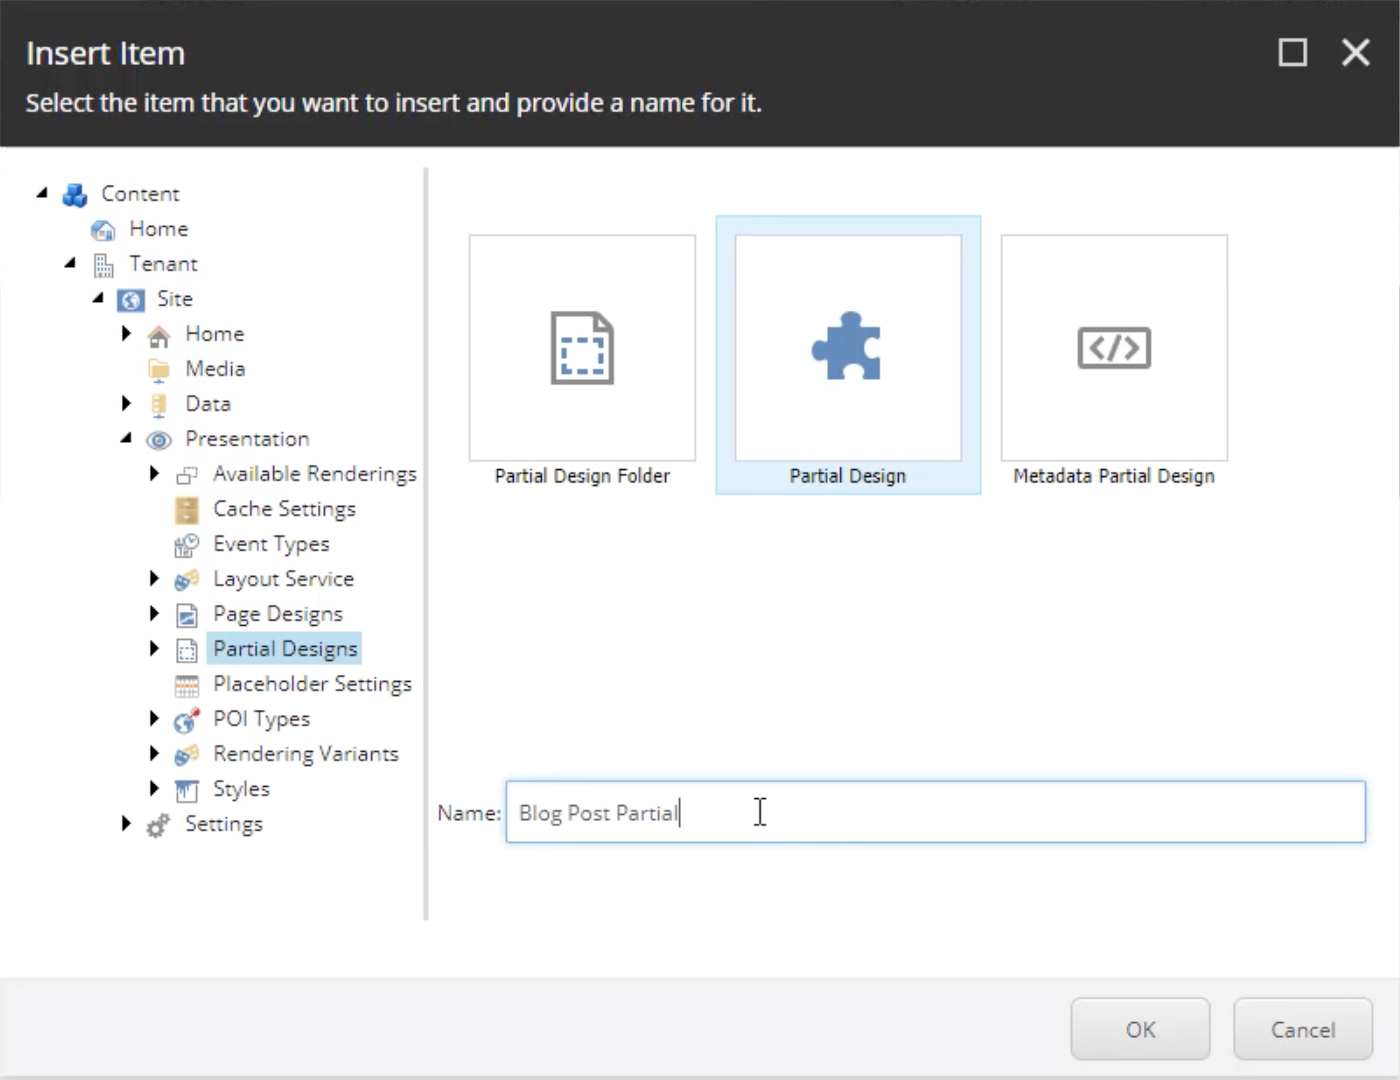 Insert Item
Select the item that you want to insert and provide a name for it.
Content
Home
Tenant
Site
Home
Media
Data
Presentation
Available Renderings
Cache Settings
Event Types
Layout Service
Page Designs
Partial Designs
Placeholder Settings
POI Types
Rendering Variants
Styles
Settings
Partial Design Folder
Partial Design
Metadata Partial Design
Name: Blog Post Partial
OK
Cancel